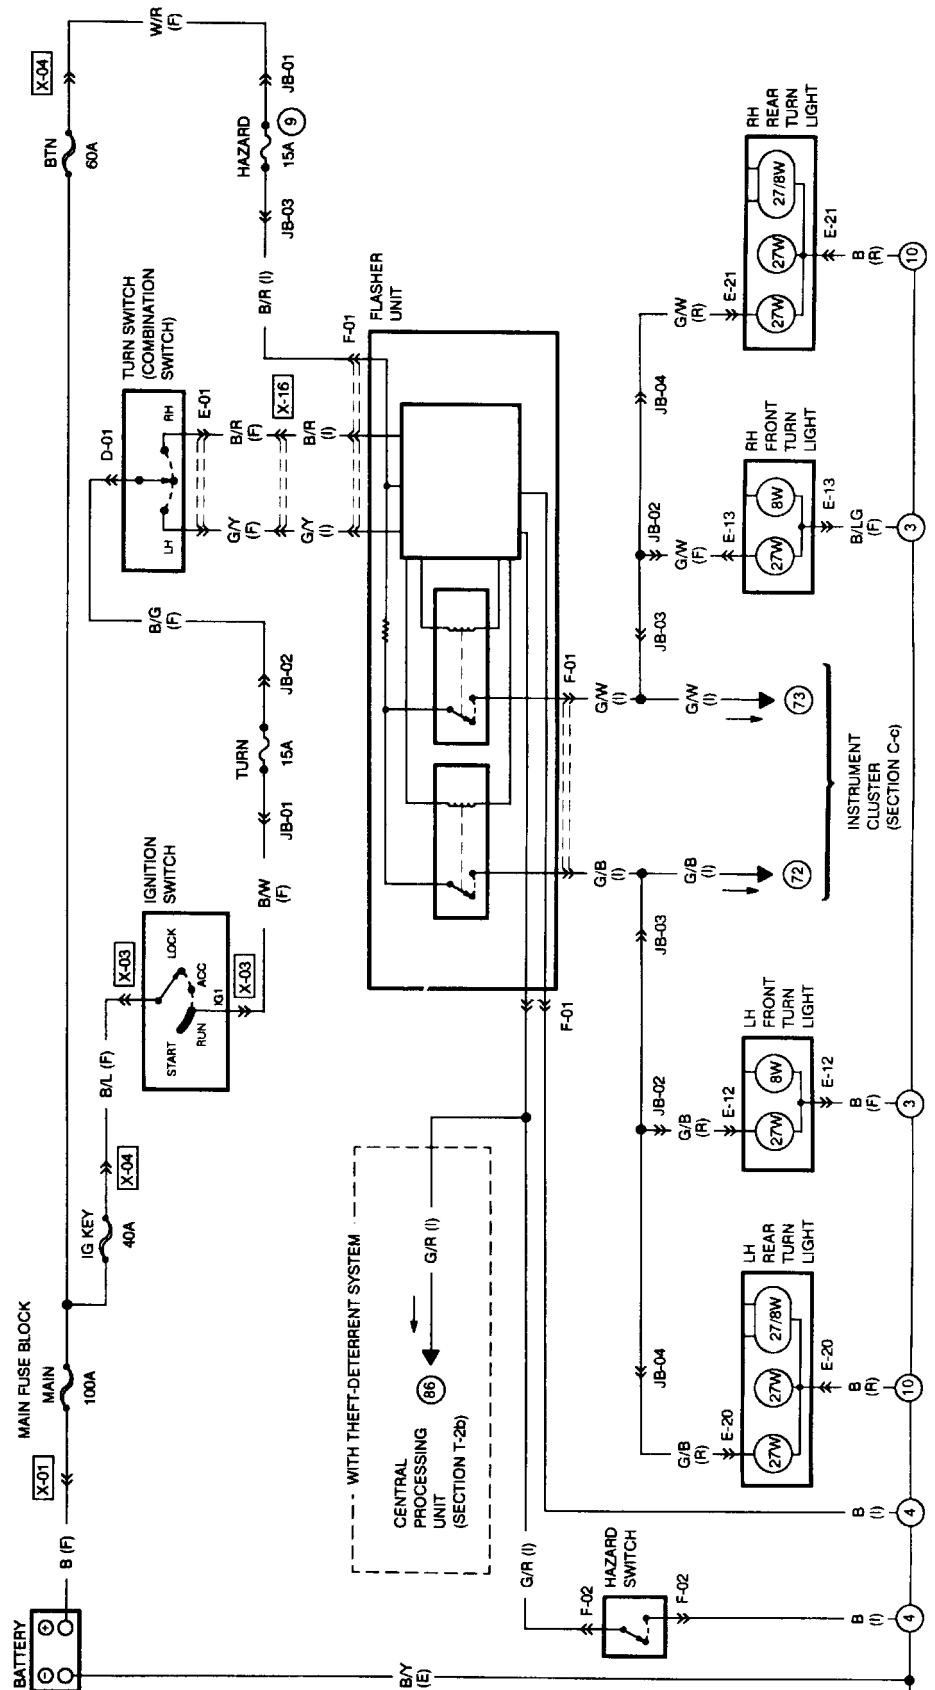 BATTERY
B (F)
X-01
MAIN FUSE BLOCK
MAIN
100A
IG KEY
40A
X-04
B/L (F)
X-03
IGNITION
SWITCH
LOCK
ACC
IG1
RUN
START
X-03
B/W
(F)
JB-01
TURN
15A
JB-02
B/G
(F)
D-01
TURN SWITCH
(COMBINATION
SWITCH)
LH
RH
E-01
G/Y
(F)
B/R
(F)
X-16
G/Y
(I)
B/R
(I)
BTN
60A
X-04
W/R
(F)
JB-01
HAZARD
15A
9
JB-03
B/R (I)
F-01
FLASHER
UNIT
F-01
F-01
WITH THEFT-DETERRENT SYSTEM
G/R (I)
86
CENTRAL
PROCESSING
UNIT
(SECTION T-2b)
G/R (I)
F-02
HAZARD
SWITCH
F-02
B
(I)
4
B
(I)
4
B/Y
(E)
G/B
(I)
G/B
(I)
72
G/W
(I)
G/W
(I)
73
INSTRUMENT
CLUSTER
(SECTION C-c)
JB-03
JB-03
JB-04
G/B
(R)
E-20
LH
REAR
TURN
LIGHT
27W
27W
27/8W
E-20
B
(R)
10
JB-02
G/B
(R)
E-12
LH
FRONT
TURN
LIGHT
27W
8W
E-12
B
(F)
3
JB-02
G/W
(F)
E-13
RH
FRONT
TURN
LIGHT
27W
8W
E-13
B/LG
(F)
3
JB-04
G/W
(R)
E-21
RH
REAR
TURN
LIGHT
27W
27W
27/8W
E-21
B
(R)
10